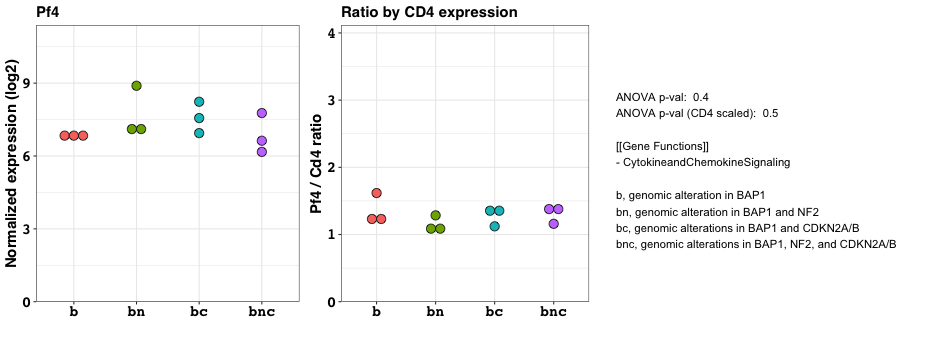 Pf4
Normalized expression (log2)
9
6
3
0
b bn bc bnc
Ratio by CD4 expression
Pf4 / Cd4 ratio
4
3
2
1
0
b bn bc bnc
ANOVA p-val:  0.4
ANOVA p-val (CD4 scaled):  0.5
[[Gene Functions]]
- CytokineandChemokineSignaling
b, genomic alteration in BAP1
bn, genomic alteration in BAP1 and NF2
bc, genomic alterations in BAP1 and CDKN2A/B
bnc, genomic alterations in BAP1, NF2, and CDKN2A/B